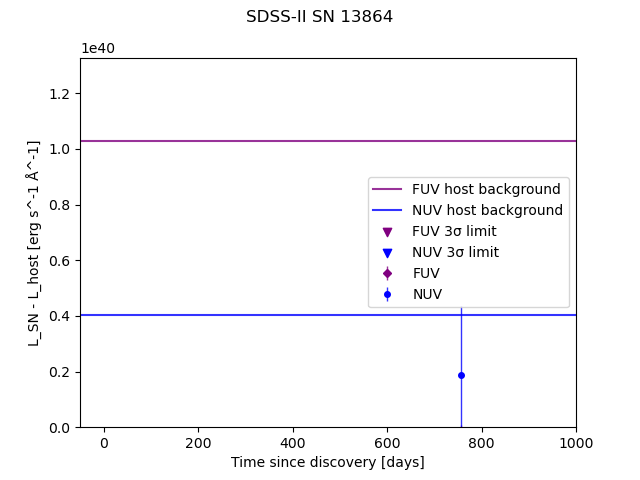 SDSS-II SN 13864
1e40
1.2
1.0
0.8
0.6
0.4
0.2
0.0
L_SN - L_host [erg s^-1 Å^-1]
FUV host background
NUV host background
FUV 3σ limit
NUV 3σ limit
FUV
NUV
0 200 400 600 800 1000
Time since discovery [days]